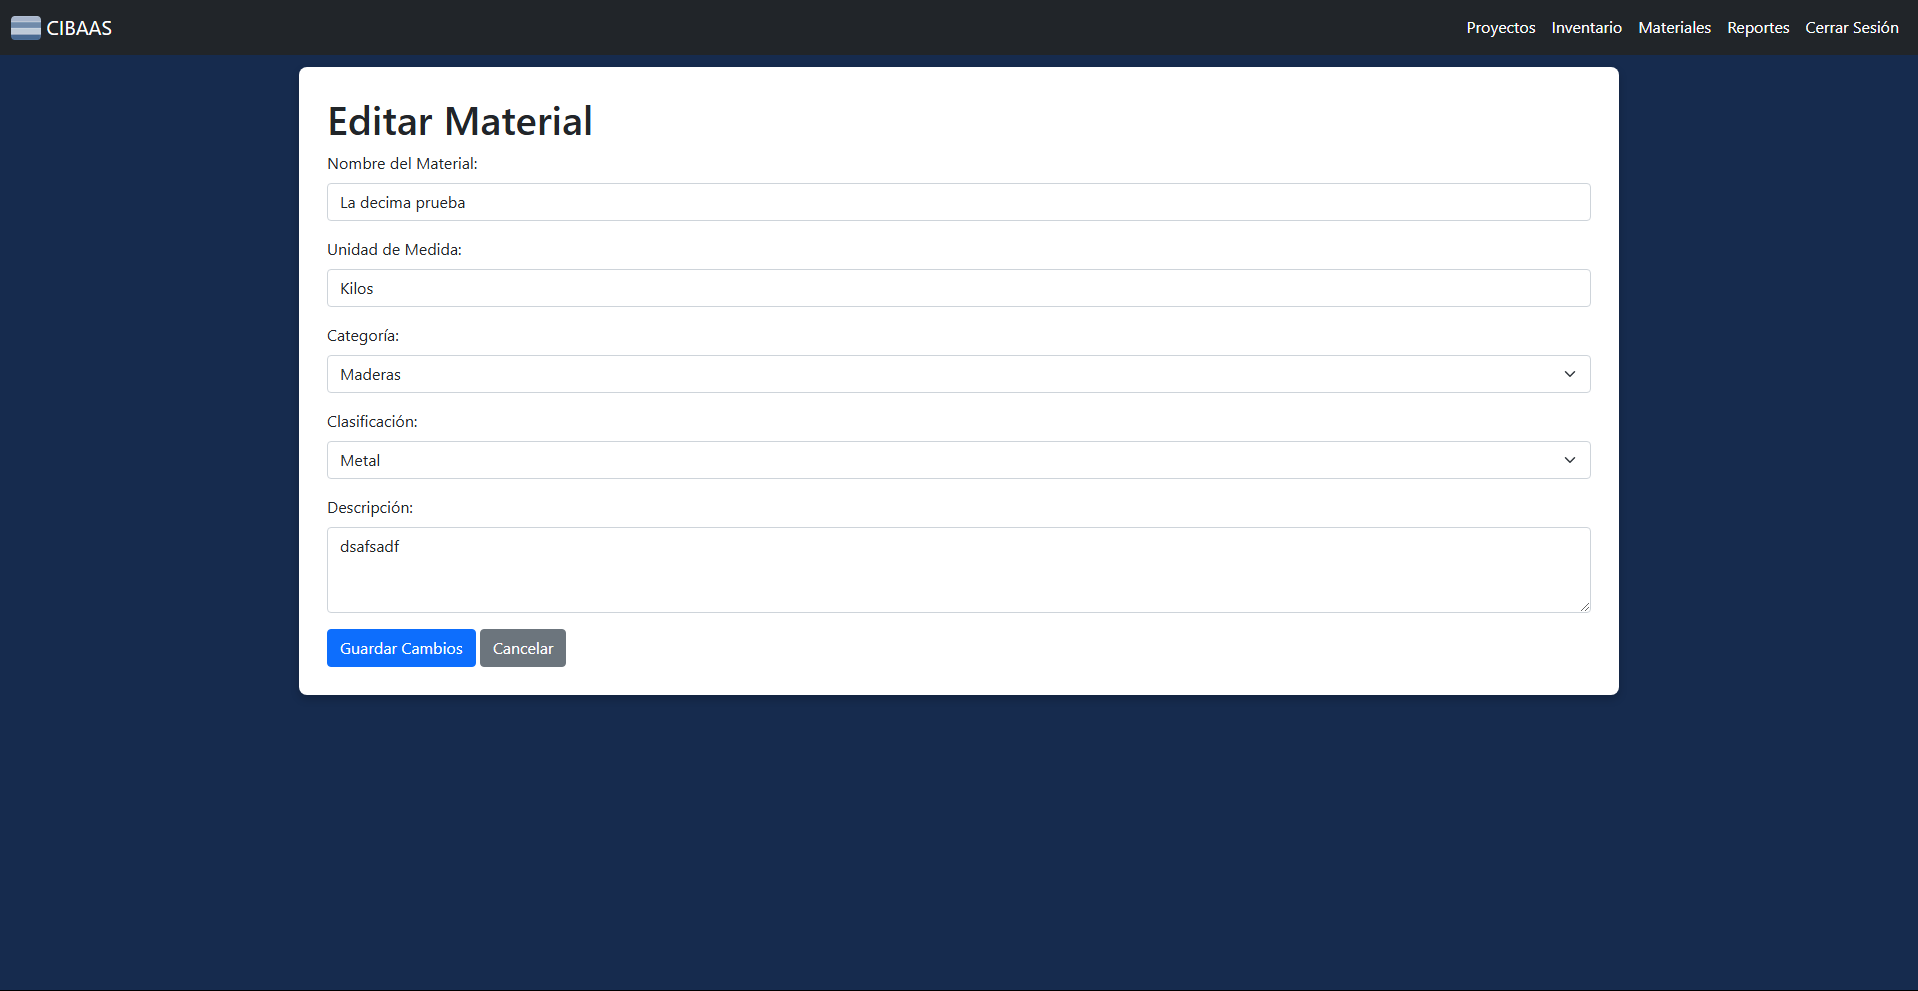 CIBAAS
Proyectos Inventario Materiales Reportes Cerrar Sesión
Editar Material
Nombre del Material:
La decima prueba
Unidad de Medida:
Kilos
Categoría:
Maderas
Clasificación:
Metal
Descripción:
dsafsadf
Guardar Cambios Cancelar